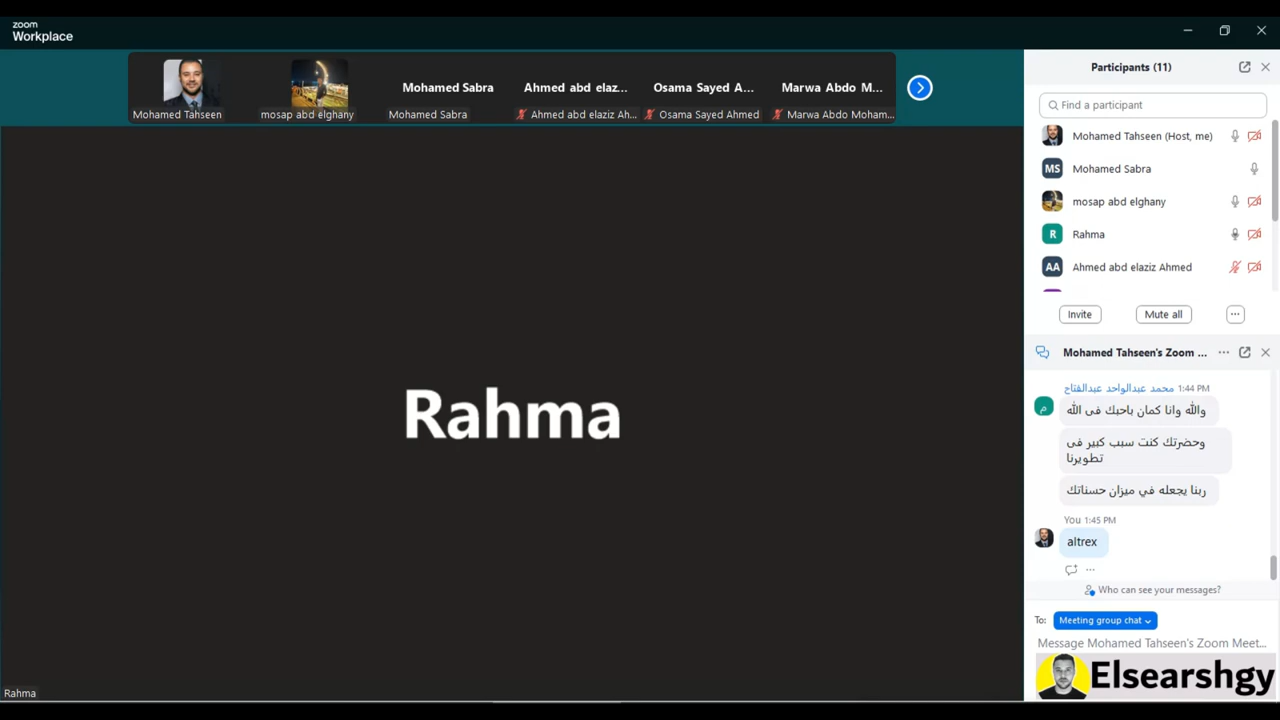 zoom
Workplace
Mohamed Tahseen
mosap abd elghany
Mohamed Sabra
Mohamed Sabra
Ahmed abd elaz...
Ahmed abd elaziz Ah...
Osama Sayed A...
Osama Sayed Ahmed
Marwa Abdo M...
Marwa Abdo Moham...
Rahma
Rahma
Participants (11)
Find a participant
Mohamed Tahseen (Host, me)
MS Mohamed Sabra
mosap abd elghany
R Rahma
AA Ahmed abd elaziz Ahmed
Invite Mute all ...
Mohamed Tahseen's Zoom ... ...
محمد عبدالواحد عبدالفتاح 1:44 PM
م
والله وانا كمان باحبك فى الله
وحضرتك كنت سبب كبير فى
تطويرنا
ربنا يجعله في ميزان حسناتك
You 1:45 PM
altrex
...
Who can see your messages?
To: Meeting group chat
Message Mohamed Tahseen's Zoom Meet...
Elsearshgy